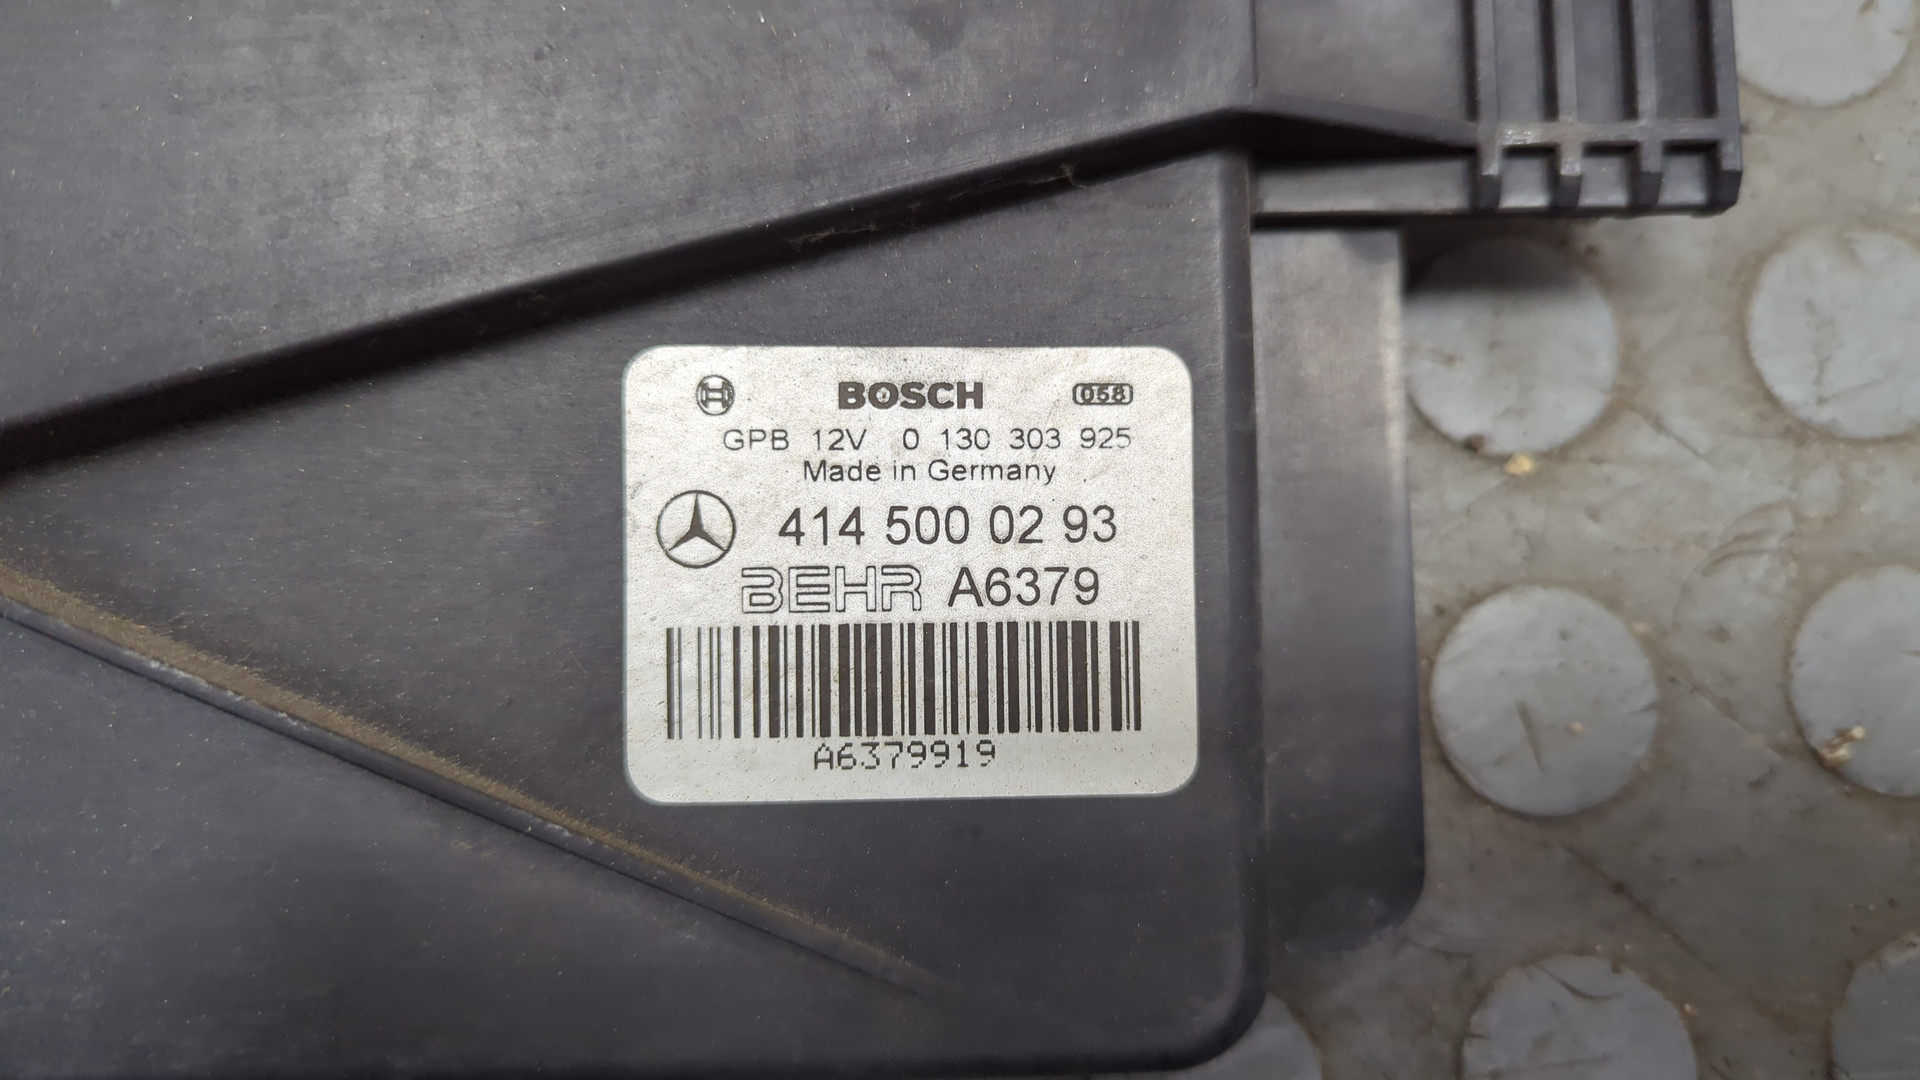 BOSCH 058
GPB 12V 0 130 303 925
Made in Germany
414 500 02 93
BEHR A6379
A6379919